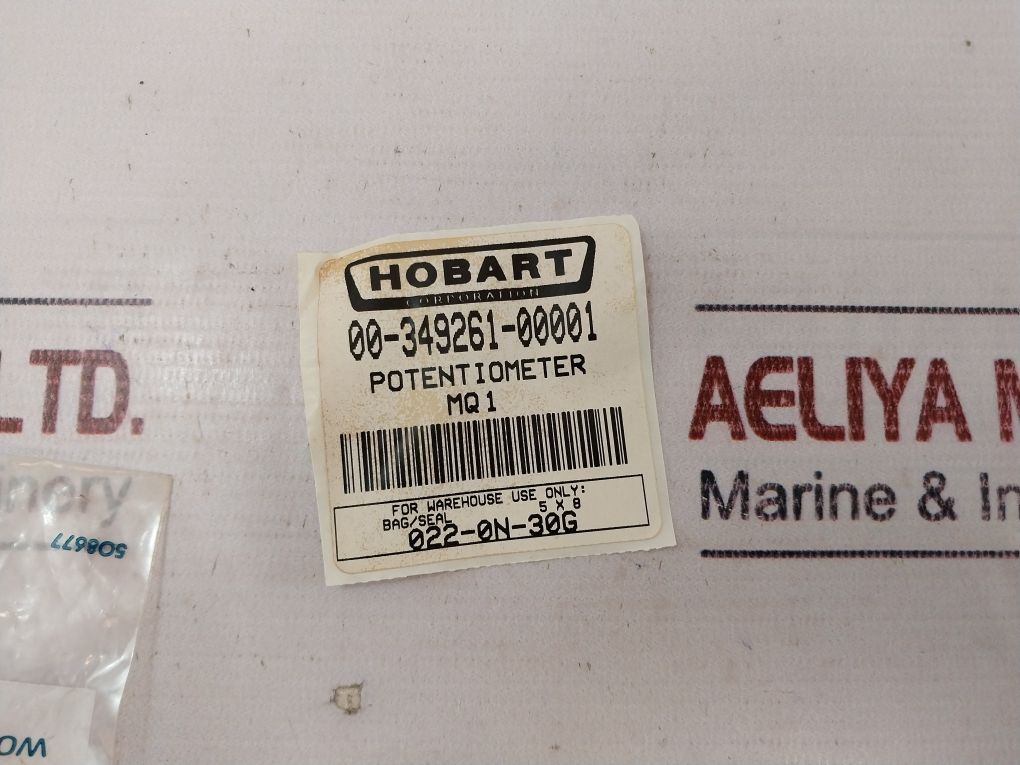 HOBART
CORPORATION
00-349261-00001
POTENTIOMETER
MQ1
FOR WAREHOUSE USE ONLY:
BAG/SEAL 5 X 8
022-0N-30G
LTD.
AELIYA M
Marine & In
508677